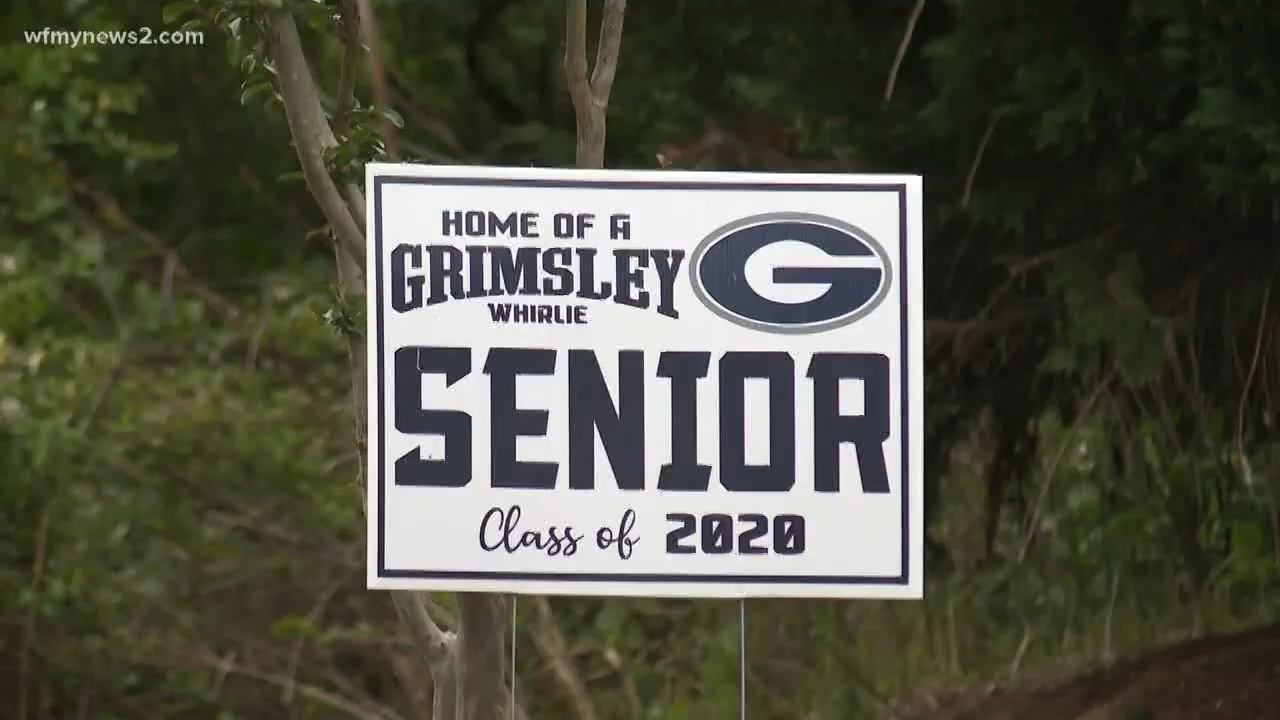 wfmynews2.com
HOME OF A
GRIMSLEY
WHIRLIE
G
SENIOR
Class of 2020